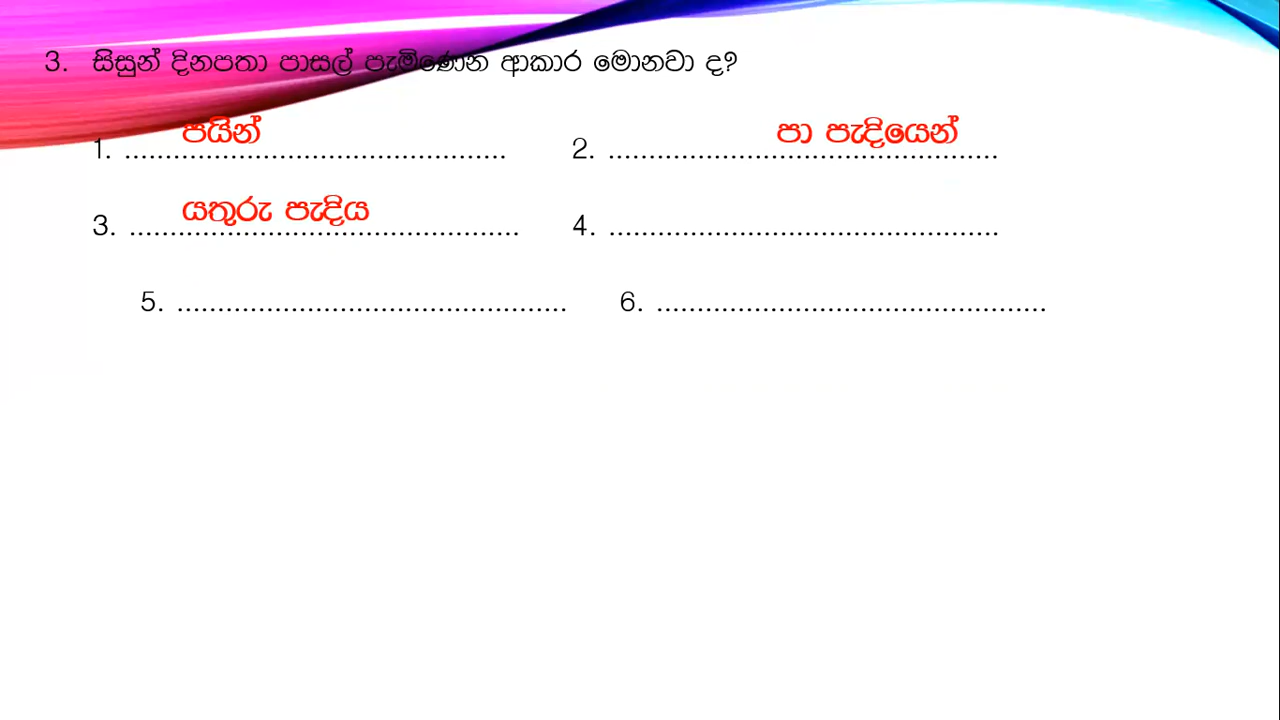 3. සිසුන් දිනපතා පාසල් පැමිණෙන ආකාර මොනවා ද?
1. පයින් ............................................... 2. පා පැදියෙන් ................................................
3. යතුරු පැදිය ................................................ 4. ................................................
5. ................................................ 6. ................................................